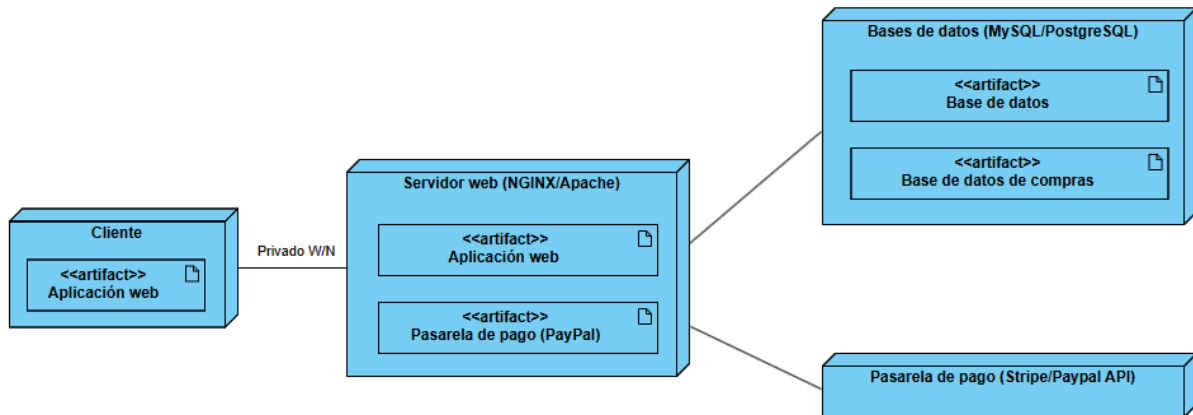 Cliente
<<artifact>>
Aplicación web
Privado W/N
Servidor web (NGINX/Apache)
<<artifact>>
Aplicación web
<<artifact>>
Pasarela de pago (PayPal)
Bases de datos (MySQL/PostgreSQL)
<<artifact>>
Base de datos
<<artifact>>
Base de datos de compras
Pasarela de pago (Stripe/Paypal API)